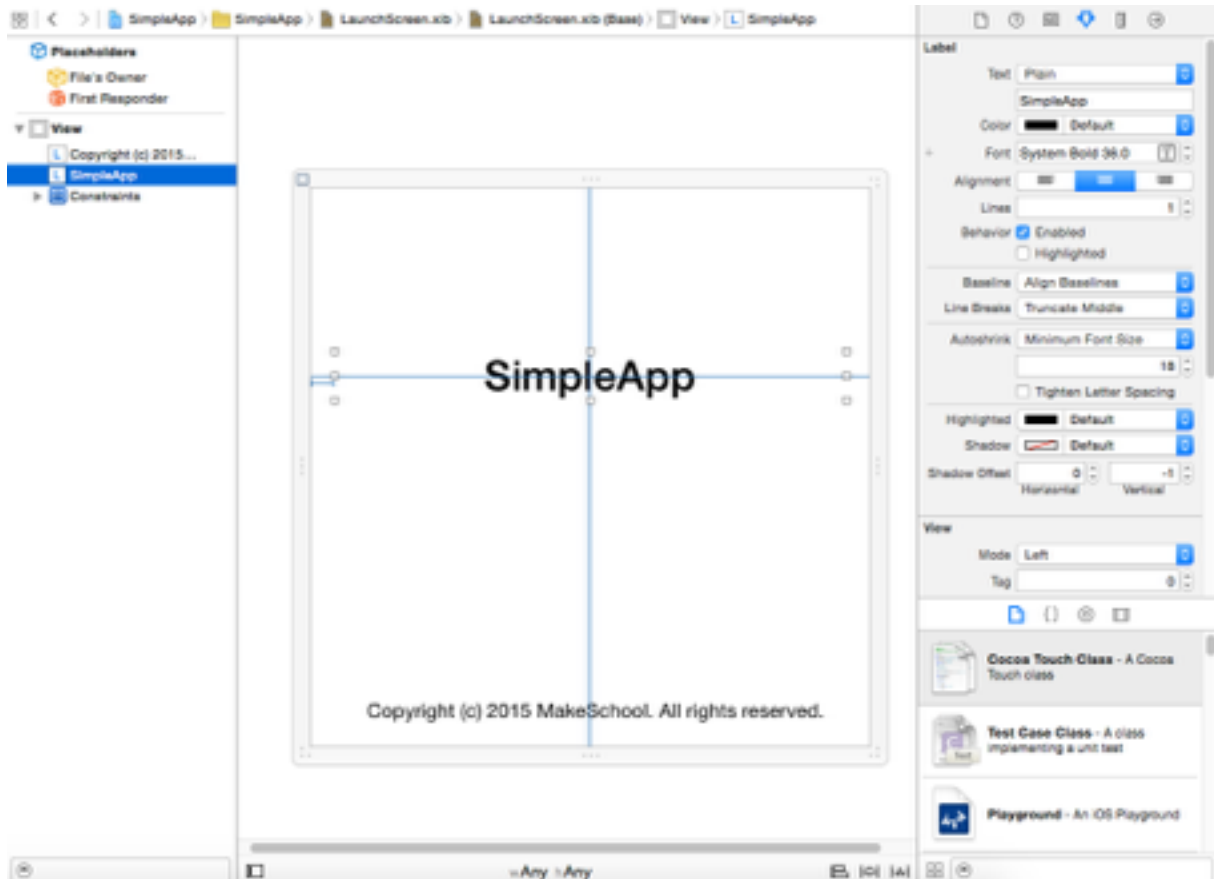 SimpleApp
SimpleApp
LaunchScreen.xib
LaunchScreen.xib (Base)
View
L SimpleApp
Placeholders
File's Owner
First Responder
View
L Copyright (c) 2015...
L SimpleApp
Constraints
SimpleApp
Copyright (c) 2015 MakeSchool. All rights reserved.
wAny hAny
Label
Text Plain
SimpleApp
Color Default
Font System Bold 36.0
Alignment
Lines 1
Behavior Enabled
Highlighted
Baseline Align Baselines
Line Breaks Truncate Middle
Autoshrink Minimum Font Size
18
Tighten Letter Spacing
Highlighted Default
Shadow Default
Shadow Offset 0 -1
Horizontal Vertical
View
Mode Left
Tag 0
{}
Cocoa Touch Class - A Cocoa
Touch class
Test Case Class - A class
implementing a unit test
Test
Playground - An iOS Playground